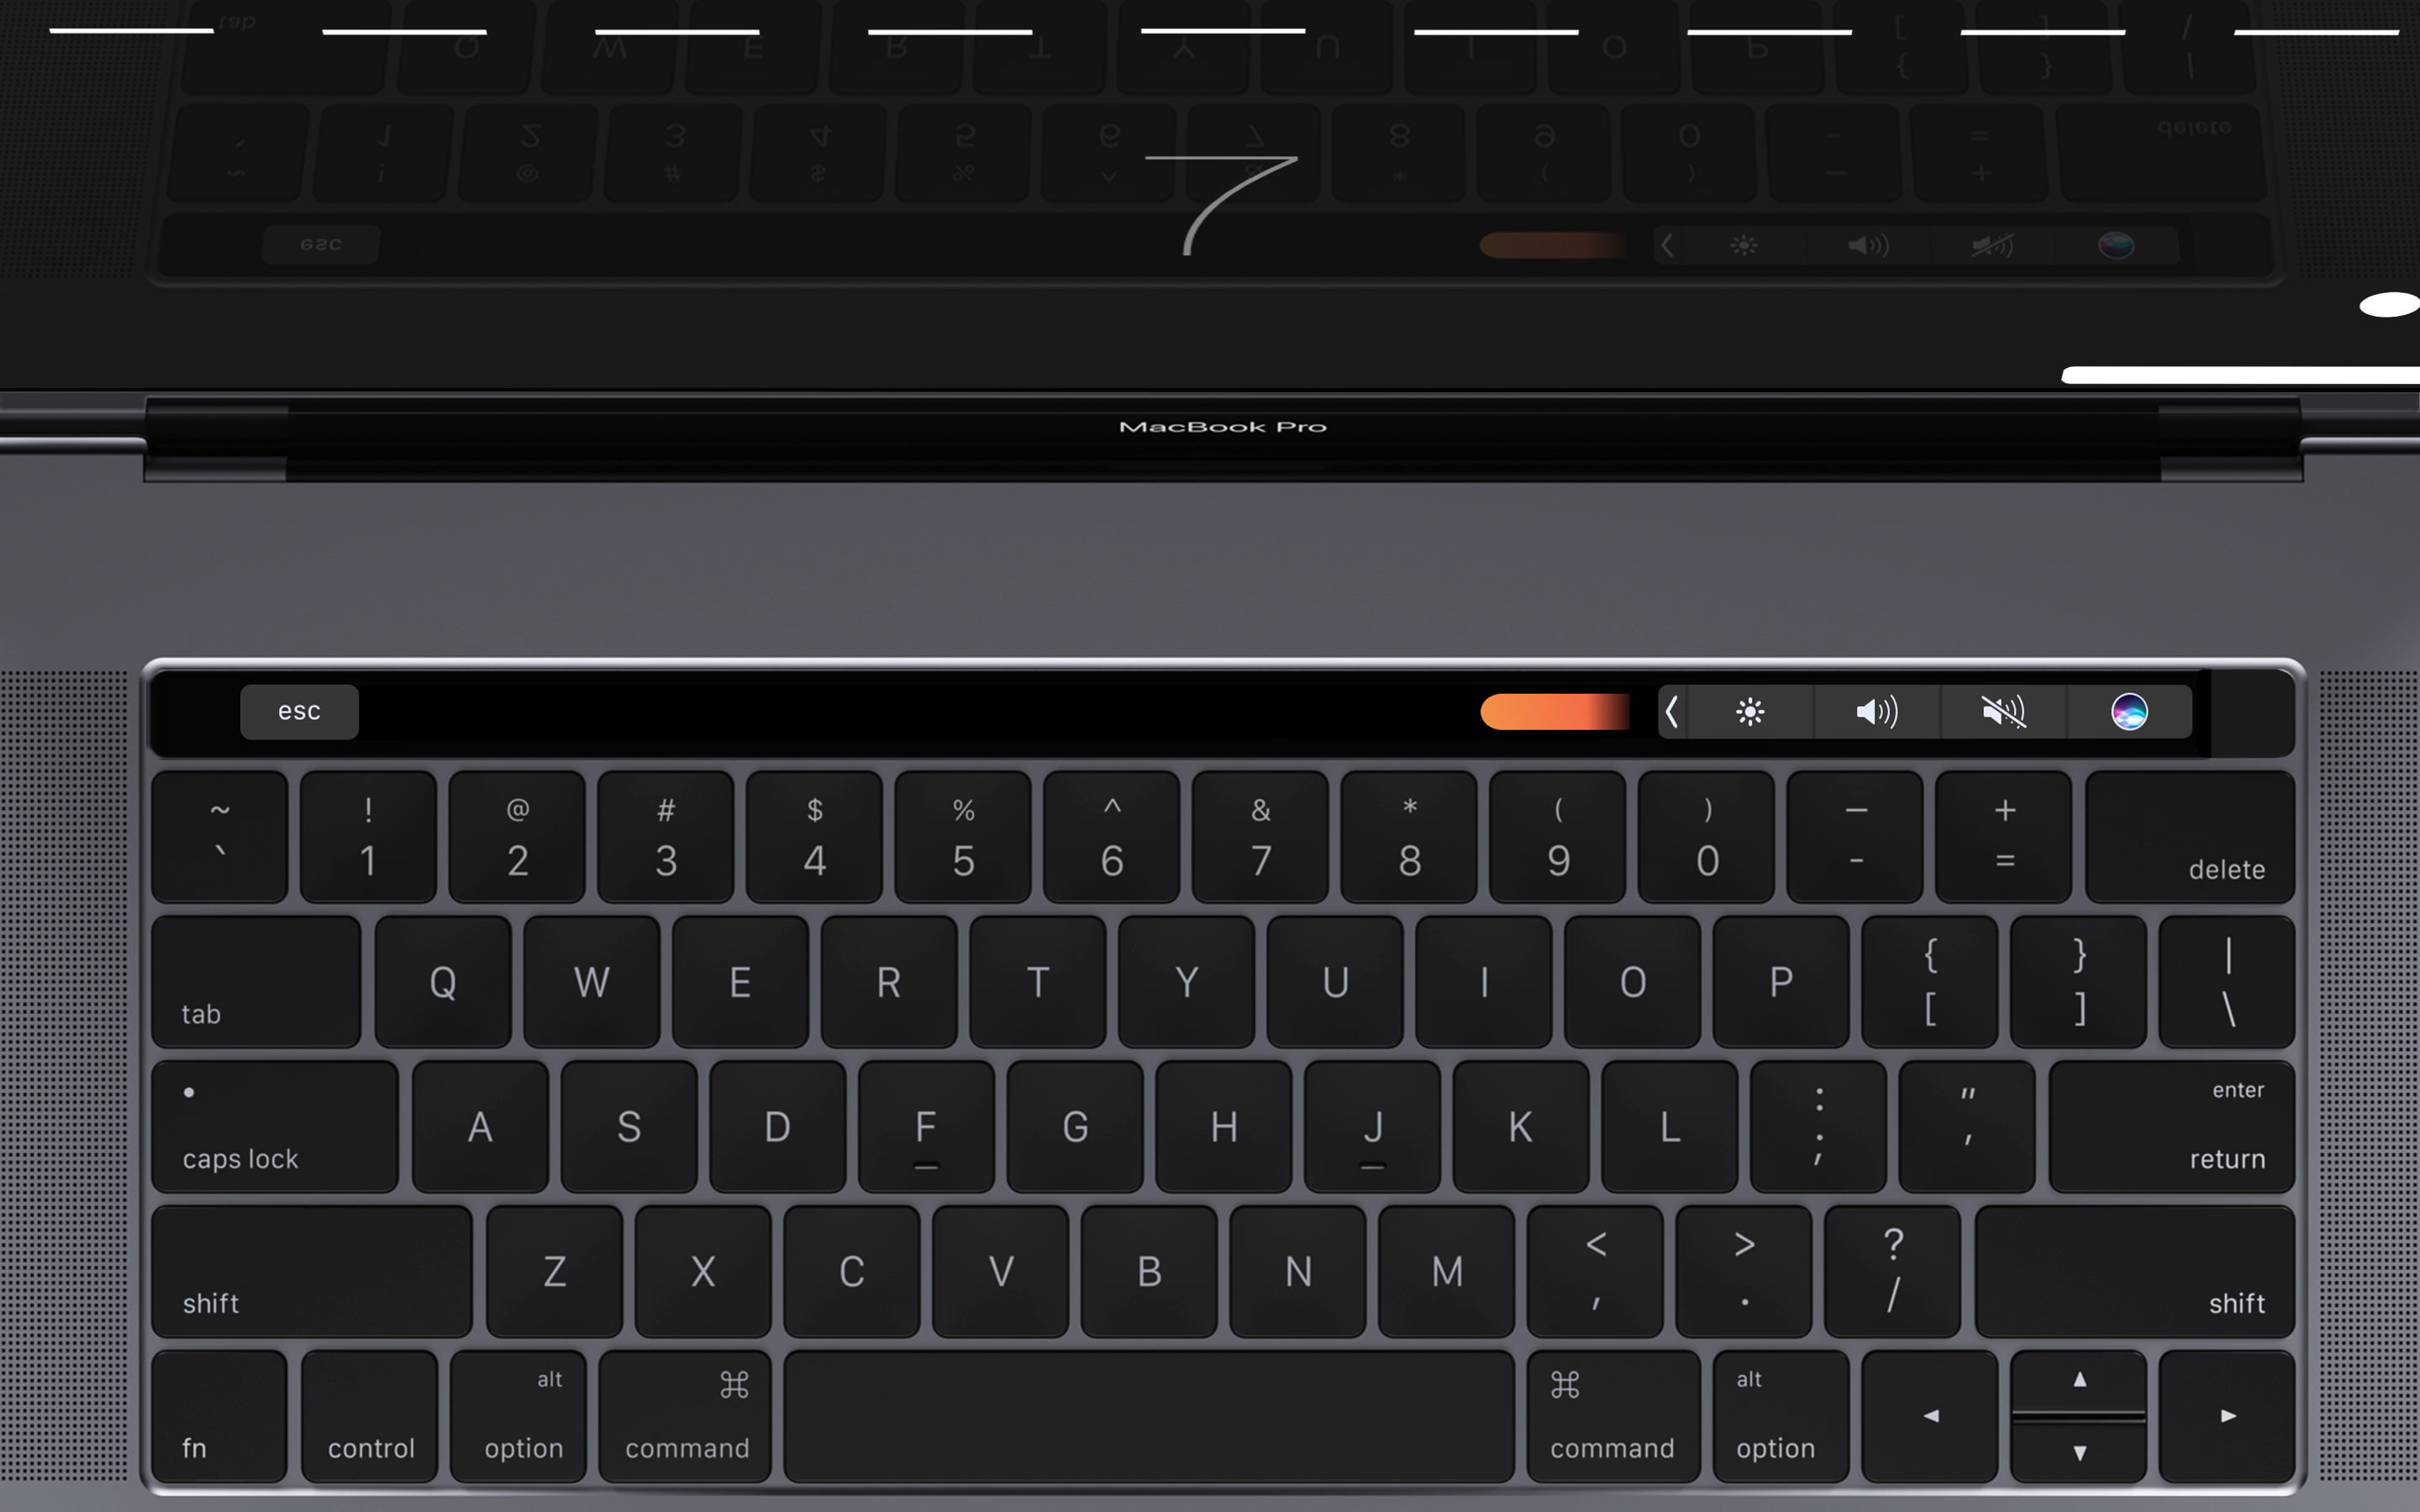 7
MacBook Pro
esc
~ ! @ # $ % ^ & * ( ) — +
` 1 2 3 4 5 6 7 8 9 0 - = delete
tab Q W E R T Y U I O P { [ } ] | \
caps lock A S D F G H J K L : ; " ' enter return
shift Z X C V B N M < , > . ? / shift
fn control alt option ⌘ command ⌘ command alt option ◀ ▲ ▼ ▶